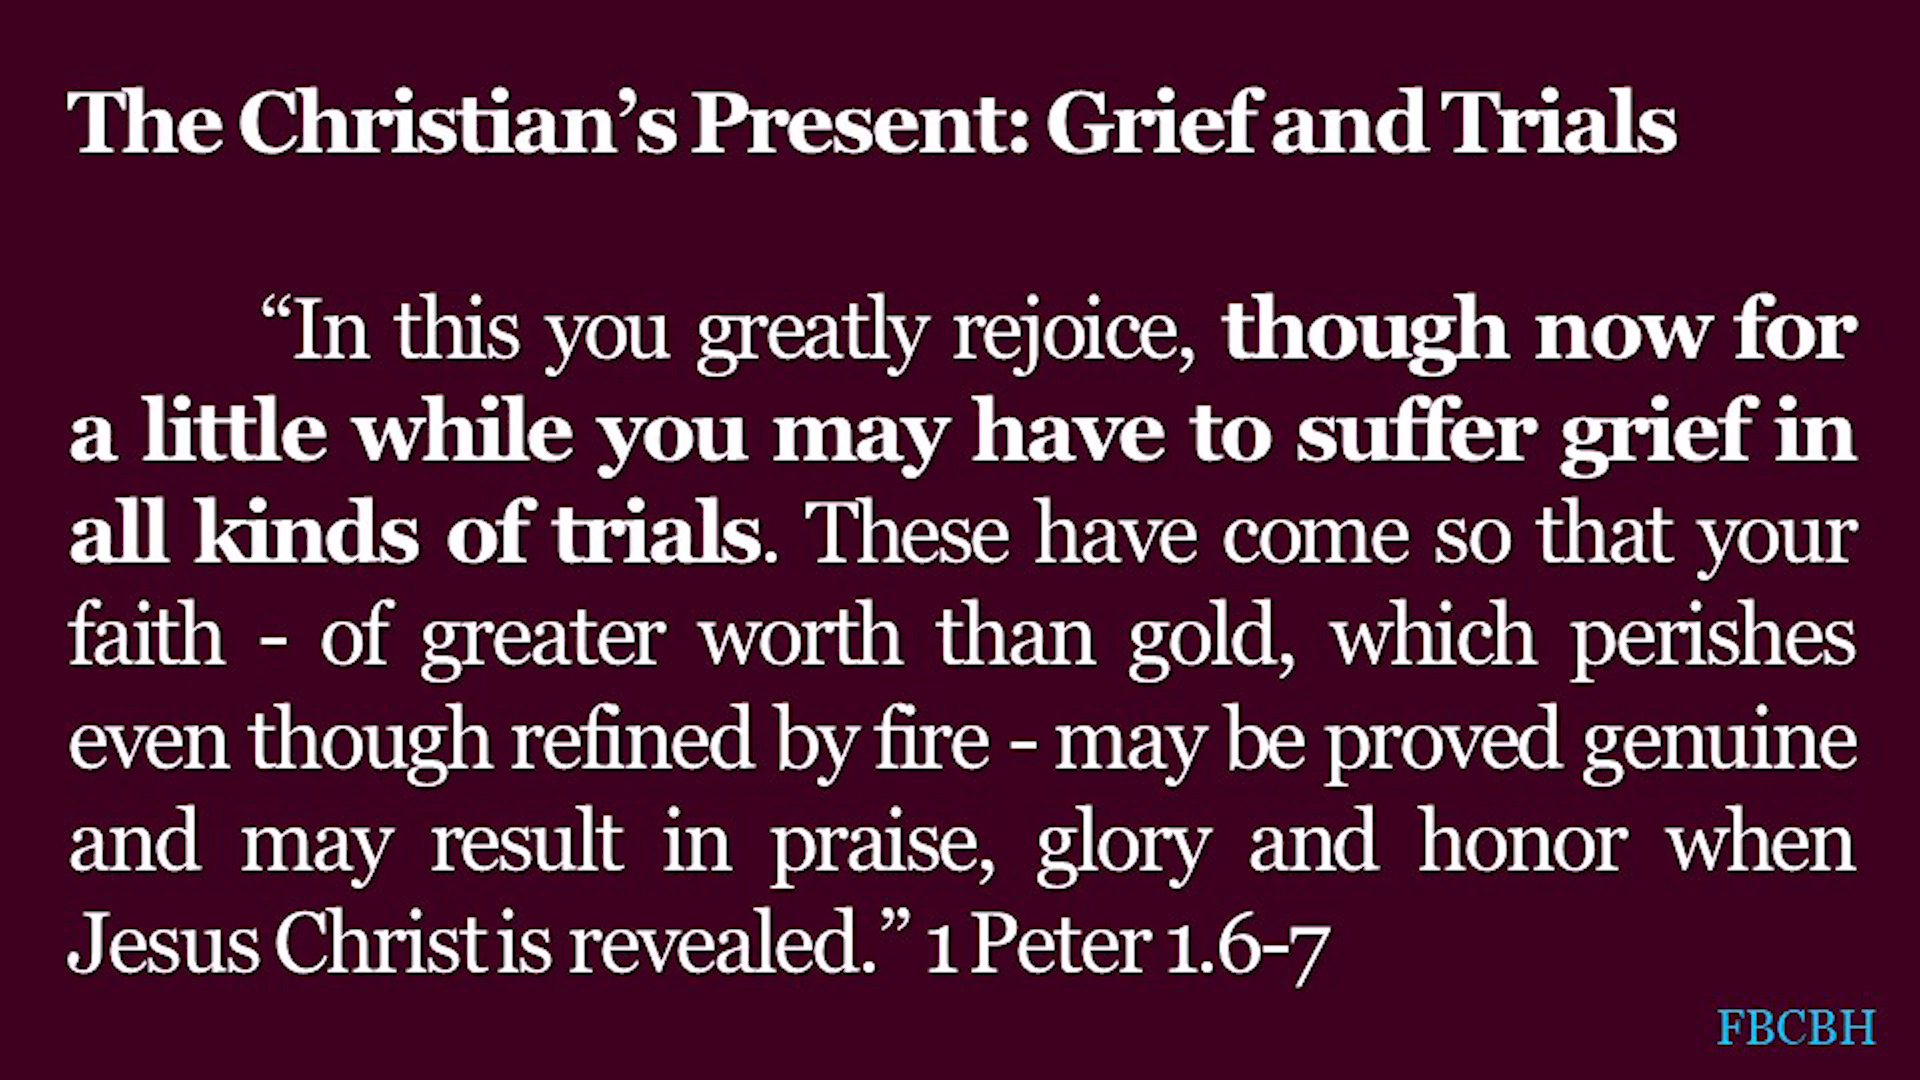 The Christian’s Present: Grief and Trials
“In this you greatly rejoice, though now for
a little while you may have to suffer grief in
all kinds of trials. These have come so that your
faith - of greater worth than gold, which perishes
even though refined by fire - may be proved genuine
and may result in praise, glory and honor when
Jesus Christ is revealed.” 1 Peter 1.6-7
FBCBH